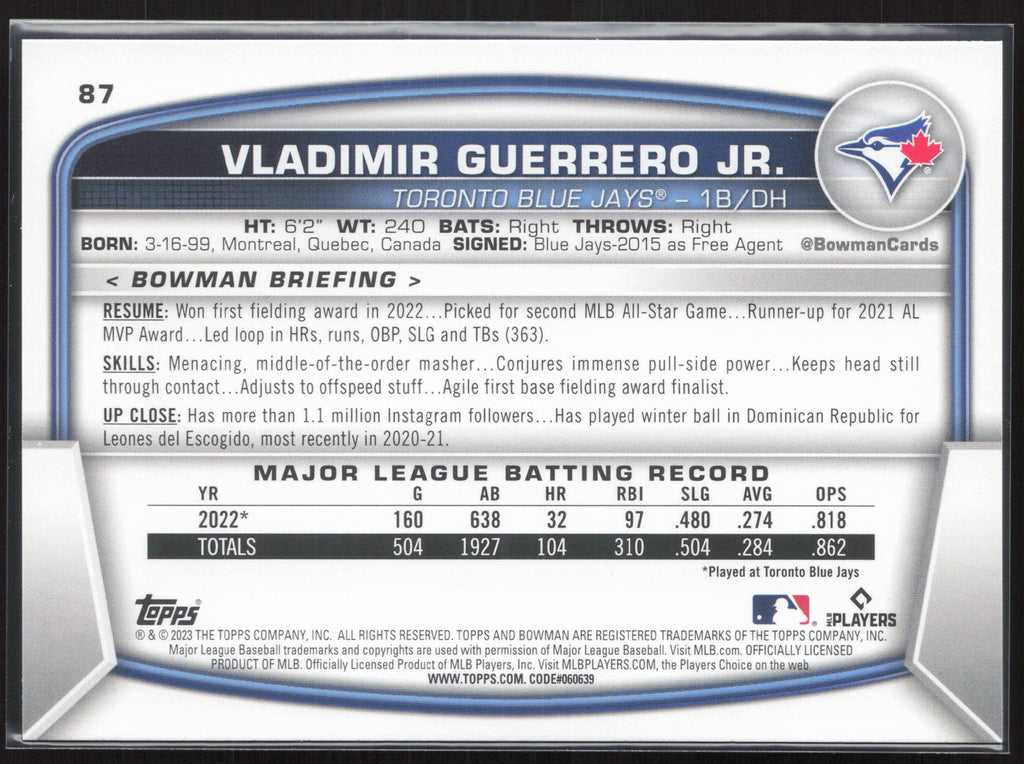 87
VLADIMIR GUERRERO JR.
TORONTO BLUE JAYS® – 1B/DH
HT: 6'2" WT: 240 BATS: Right THROWS: Right
BORN: 3-16-99, Montreal, Quebec, Canada SIGNED: Blue Jays-2015 as Free Agent @BowmanCards
< BOWMAN BRIEFING >
RESUME: Won first fielding award in 2022...Picked for second MLB All-Star Game...Runner-up for 2021 AL
MVP Award...Led loop in HRs, runs, OBP, SLG and TBs (363).
SKILLS: Menacing, middle-of-the-order masher...Conjures immense pull-side power...Keeps head still
through contact...Adjusts to offspeed stuff...Agile first base fielding award finalist.
UP CLOSE: Has more than 1.1 million Instagram followers...Has played winter ball in Dominican Republic for
Leones del Escogido, most recently in 2020-21.
MAJOR LEAGUE BATTING RECORD
YR G AB HR RBI SLG AVG OPS
2022* 160 638 32 97 .480 .274 .818
TOTALS 504 1927 104 310 .504 .284 .862
*Played at Toronto Blue Jays
Topps®
MLB PLAYERS
® & © 2023 THE TOPPS COMPANY, INC. ALL RIGHTS RESERVED. TOPPS AND BOWMAN ARE REGISTERED TRADEMARKS OF THE TOPPS COMPANY, INC.
Major League Baseball trademarks and copyrights are used with permission of Major League Baseball. Visit MLB.com. OFFICIALLY LICENSED
PRODUCT OF MLB. Officially Licensed Product of MLB Players, Inc. Visit MLBPLAYERS.COM, the Players Choice on the web.
WWW.TOPPS.COM. CODE#060639